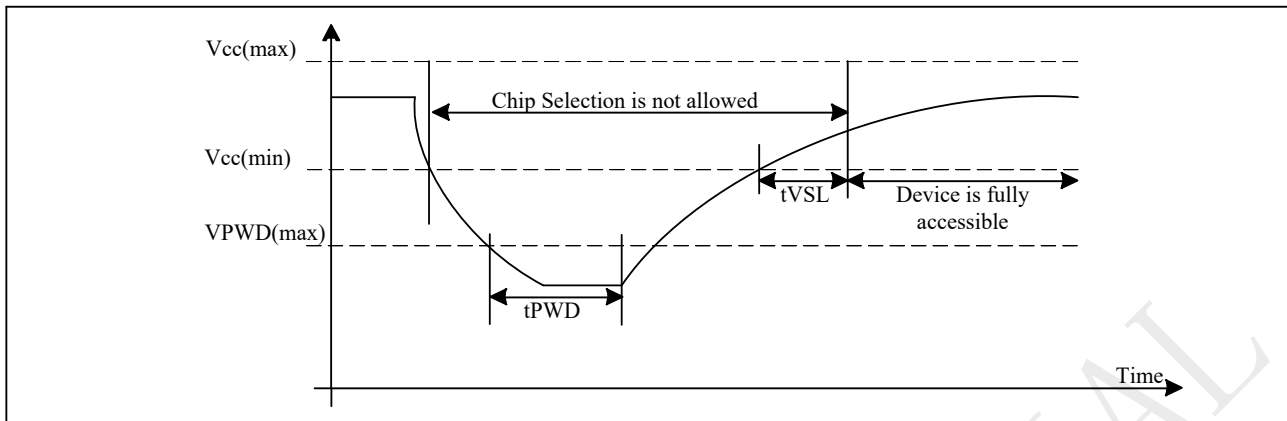 Vcc(max)
Chip Selection is not allowed
Vcc(min)
tVSL
Device is fully
accessible
VPWD(max)
tPWD
Time